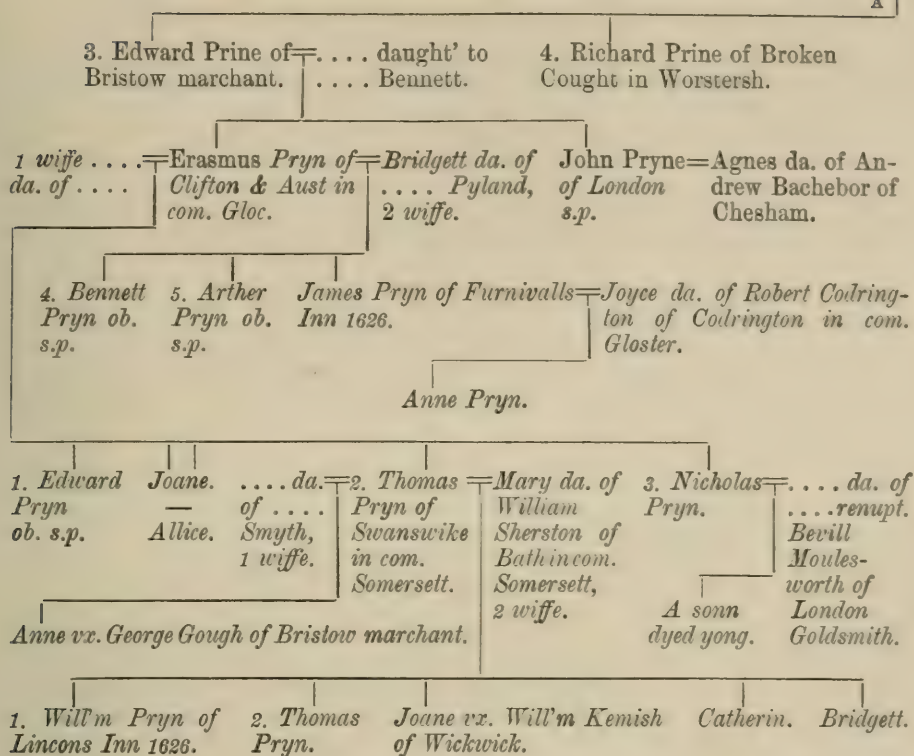 A
3. Edward Prine of=. . . . daught' to
Bristow marchant. . . . . Bennett.
4. Richard Prine of Broken
Cought in Worstersh.
1 wiffe . . . .
da. of . . . .
=Erasmus Pryn of=
Clifton & Aust in
com. Gloc.
Bridgett da. of
. . . . Pyland,
2 wiffe.
John Pryne=Agnes da. of An-
of London drew Bachebor of
s.p. Chesham.
4. Bennett
Pryn ob.
s.p.
5. Arther
Pryn ob.
s.p.
James Pryn of Furnivalls=Joyce da. of Robert Codring-
Inn 1626. ton of Codrington in com.
Gloster.
Anne Pryn.
1. Edward
Pryn
ob. s.p.
Joane.
—
Allice.
. . . . da.
of . . . .
Smyth,
1 wiffe.
=2. Thomas=
Pryn of
Swanswike
in com.
Somersett.
Mary da. of
William
Sherston of
Bath in com.
Somersett,
2 wiffe.
3. Nicholas=
Pryn.
. . . . da. of
. . . . renupt.
Bevill
Moules-
worth of
London
Goldsmith.
A sonn
dyed yong.
Anne vx. George Gough of Bristow marchant.
1. Will'm Pryn of
Lincons Inn 1626.
2. Thomas
Pryn.
Joane vx. Will'm Kemish
of Wickwick.
Catherin.
Bridgett.